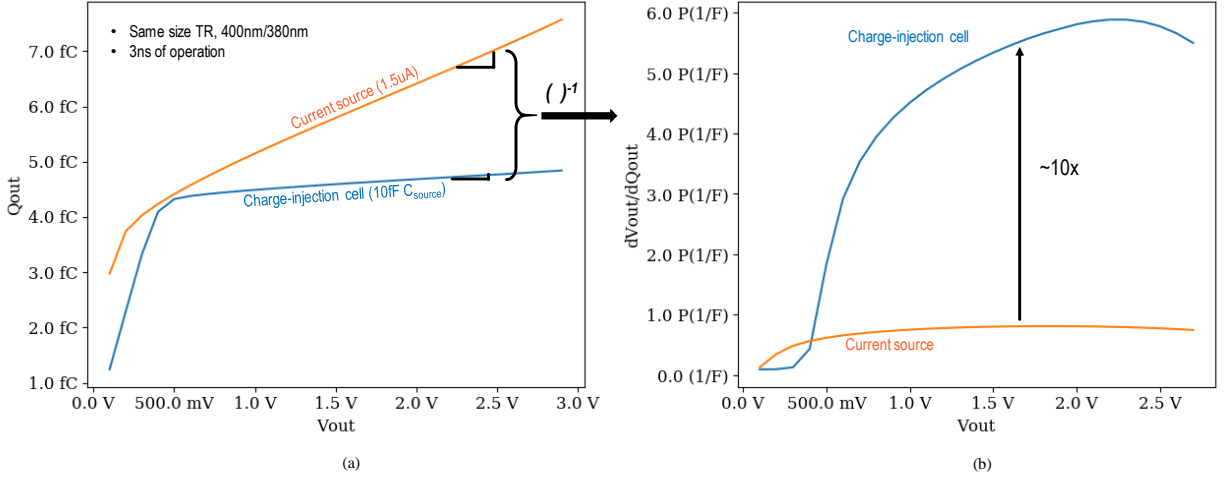 • Same size TR, 400nm/380nm
• 3ns of operation
7.0 fC
6.0 fC
5.0 fC
4.0 fC
3.0 fC
2.0 fC
1.0 fC
Qout
Current source (1.5uA)
Charge-injection cell (10fF Csource)
0.0 V 500.0 mV 1.0 V 1.5 V 2.0 V 2.5 V 3.0 V
Vout
(a)
( )-1
6.0 P(1/F)
5.0 P(1/F)
4.0 P(1/F)
3.0 P(1/F)
2.0 P(1/F)
1.0 P(1/F)
0.0 (1/F)
dVout/dQout
Charge-injection cell
~10x
Current source
0.0 V 500.0 mV 1.0 V 1.5 V 2.0 V 2.5 V
Vout
(b)